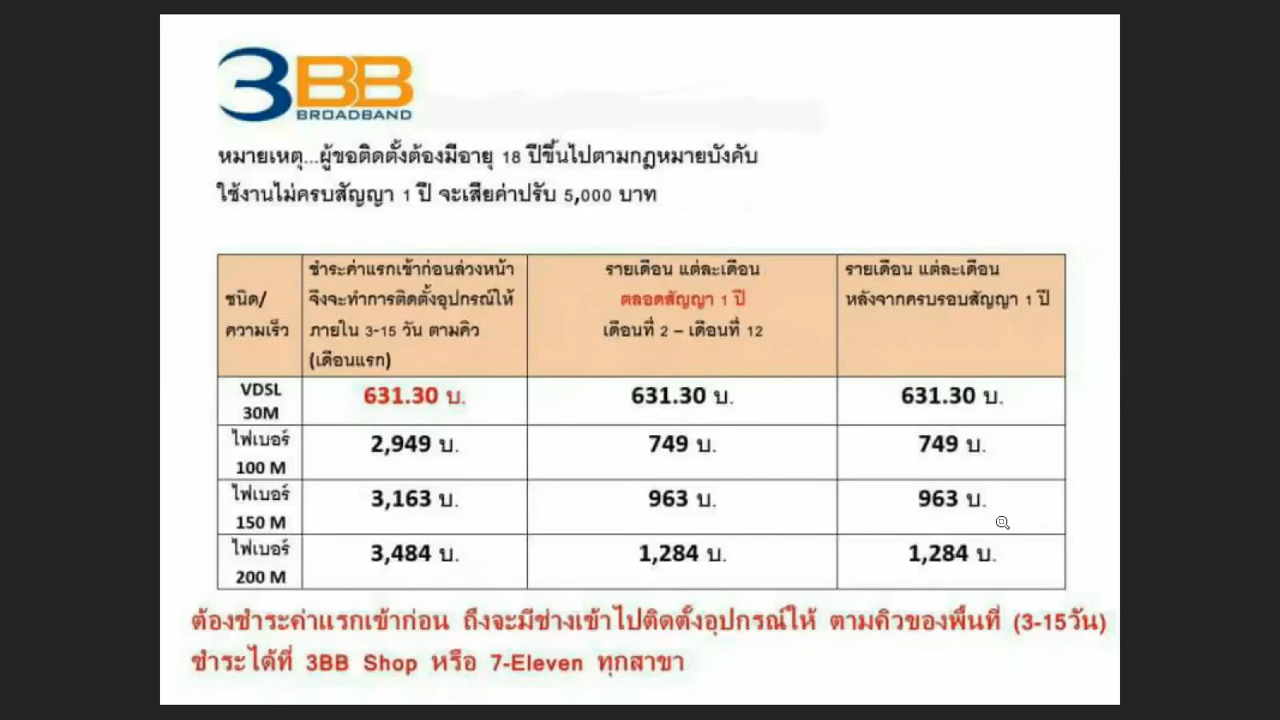 3BB
BROADBAND
หมายเหตุ...ผู้ขอติดตั้งต้องมีอายุ 18 ปีขึ้นไปตามกฎหมายบังคับ
ใช้งานไม่ครบสัญญา 1 ปี จะเสียค่าปรับ 5,000 บาท
ชนิด/
ความเร็ว
ชำระค่าแรกเข้าก่อนล่วงหน้า
จึงจะทำการติดตั้งอุปกรณ์ให้
ภายใน 3-15 วัน ตามคิว
(เดือนแรก)
รายเดือน แต่ละเดือน
ตลอดสัญญา 1 ปี
เดือนที่ 2 – เดือนที่ 12
รายเดือน แต่ละเดือน
หลังจากครบรอบสัญญา 1 ปี
VDSL
30M
631.30 บ.
631.30 บ.
631.30 บ.
ไฟเบอร์
100 M
2,949 บ.
749 บ.
749 บ.
ไฟเบอร์
150 M
3,163 บ.
963 บ.
963 บ.
ไฟเบอร์
200 M
3,484 บ.
1,284 บ.
1,284 บ.
ต้องชำระค่าแรกเข้าก่อน ถึงจะมีช่างเข้าไปติดตั้งอุปกรณ์ให้ ตามคิวของพื้นที่ (3-15วัน)
ชำระได้ที่ 3BB Shop หรือ 7-Eleven ทุกสาขา